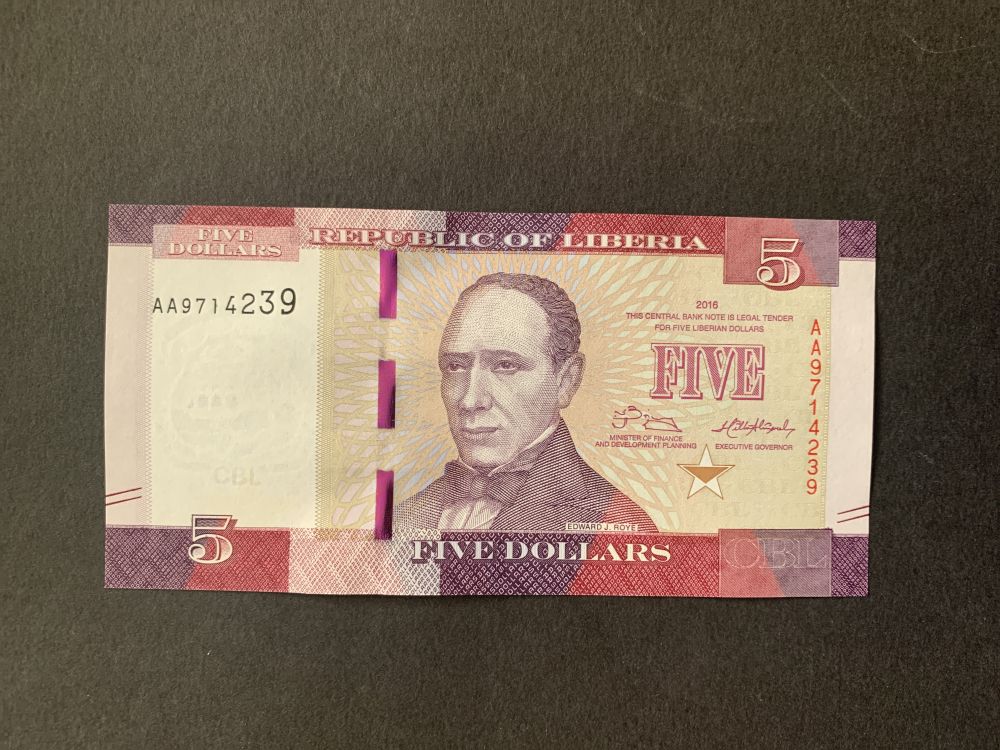 FIVE
DOLLARS
REPUBLIC OF LIBERIA
5
AA9714239
2016
THIS CENTRAL BANK NOTE IS LEGAL TENDER
FOR FIVE LIBERIAN DOLLARS
FIVE
AA9714239
MINISTER OF FINANCE
AND DEVELOPMENT PLANNING
EXECUTIVE GOVERNOR
CBL
EDWARD J. ROYE
5
FIVE DOLLARS
CBL